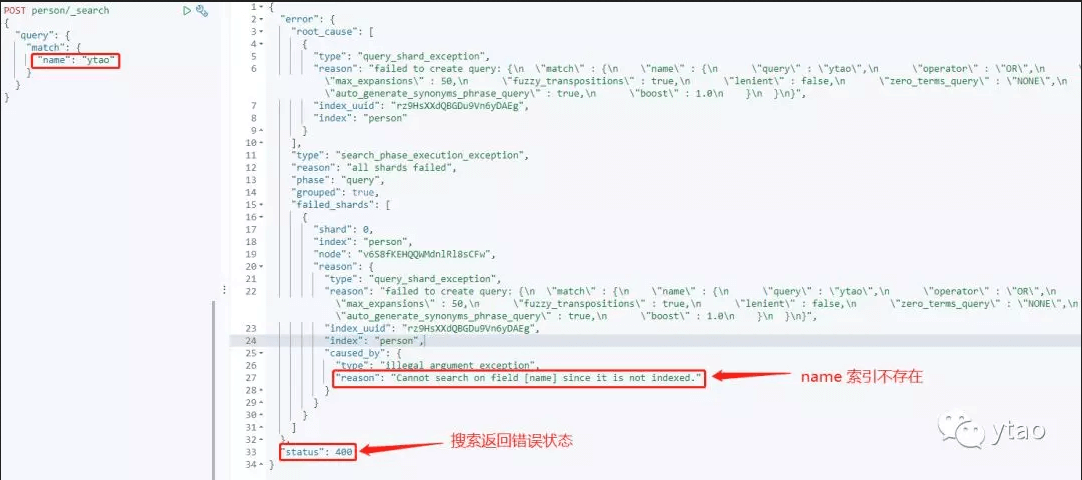 POST person/_search
{
"query": {
"match": {
"name": "ytao"
}
}
}
1 {
2 "error": {
3 "root_cause": [
4 {
5 "type": "query_shard_exception",
6 "reason": "failed to create query: {\n \"match\" : {\n \"name\" : {\n \"query\" : \"ytao\",\n \"operator\" : \"OR\",\n
\"max_expansions\" : 50,\n \"fuzzy_transpositions\" : true,\n \"lenient\" : false,\n \"zero_terms_query\" : \"NONE\",\n
\"auto_generate_synonyms_phrase_query\" : true,\n \"boost\" : 1.0\n }\n }\n}",
7 "index_uuid": "rz9HsXXdQBGDu9Vn6yDAEg",
8 "index": "person"
9 }
10 ],
11 "type": "search_phase_execution_exception",
12 "reason": "all shards failed",
13 "phase": "query",
14 "grouped": true,
15 "failed_shards": [
16 {
17 "shard": 0,
18 "index": "person",
19 "node": "v6S8fKEHQQWMdnlRl8sCFw",
20 "reason": {
21 "type": "query_shard_exception",
22 "reason": "failed to create query: {\n \"match\" : {\n \"name\" : {\n \"query\" : \"ytao\",\n \"operator\" : \"OR\",\n
\"max_expansions\" : 50,\n \"fuzzy_transpositions\" : true,\n \"lenient\" : false,\n \"zero_terms_query\" : \"NONE\",\n
\"auto_generate_synonyms_phrase_query\" : true,\n \"boost\" : 1.0\n }\n }\n}",
23 "index_uuid": "rz9HsXXdQBGDu9Vn6yDAEg",
24 "index": "person",
25 "caused_by": {
26 "type": "illegal_argument_exception",
27 "reason": "Cannot search on field [name] since it is not indexed."
name 索引不存在
28 }
29 }
30 }
31 ]
32 },
搜索返回错误状态
33 "status": 400
34 }
ytao